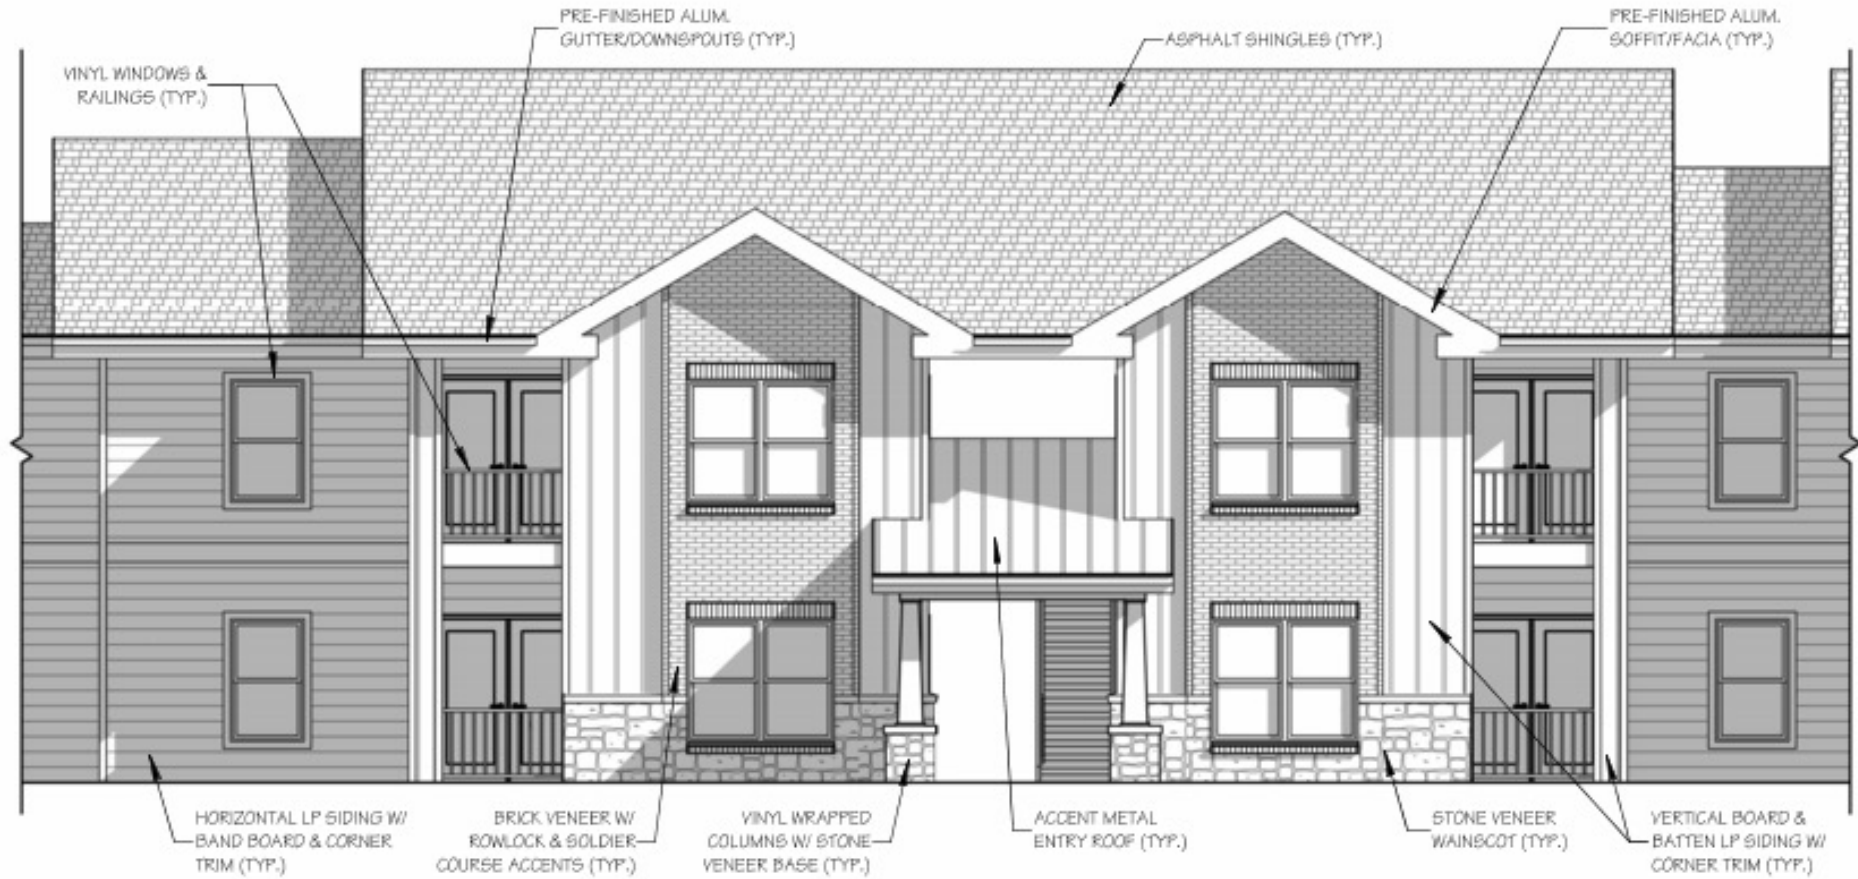 PRE-FINISHED ALUM.
GUTTER/DOWNSPOUTS (TYP.)
ASPHALT SHINGLES (TYP.)
PRE-FINISHED ALUM.
SOFFIT/FACIA (TYP.)
VINYL WINDOWS &
RAILINGS (TYP.)
HORIZONTAL LP SIDING W/
BAND BOARD & CORNER
TRIM (TYP.)
BRICK VENEER W/
ROWLOCK & SOLDIER
COURSE ACCENTS (TYP.)
VINYL WRAPPED
COLUMNS W/ STONE
VENEER BASE (TYP.)
ACCENT METAL
ENTRY ROOF (TYP.)
STONE VENEER
WAINSCOT (TYP.)
VERTICAL BOARD &
BATTEN LP SIDING W/
CORNER TRIM (TYP.)